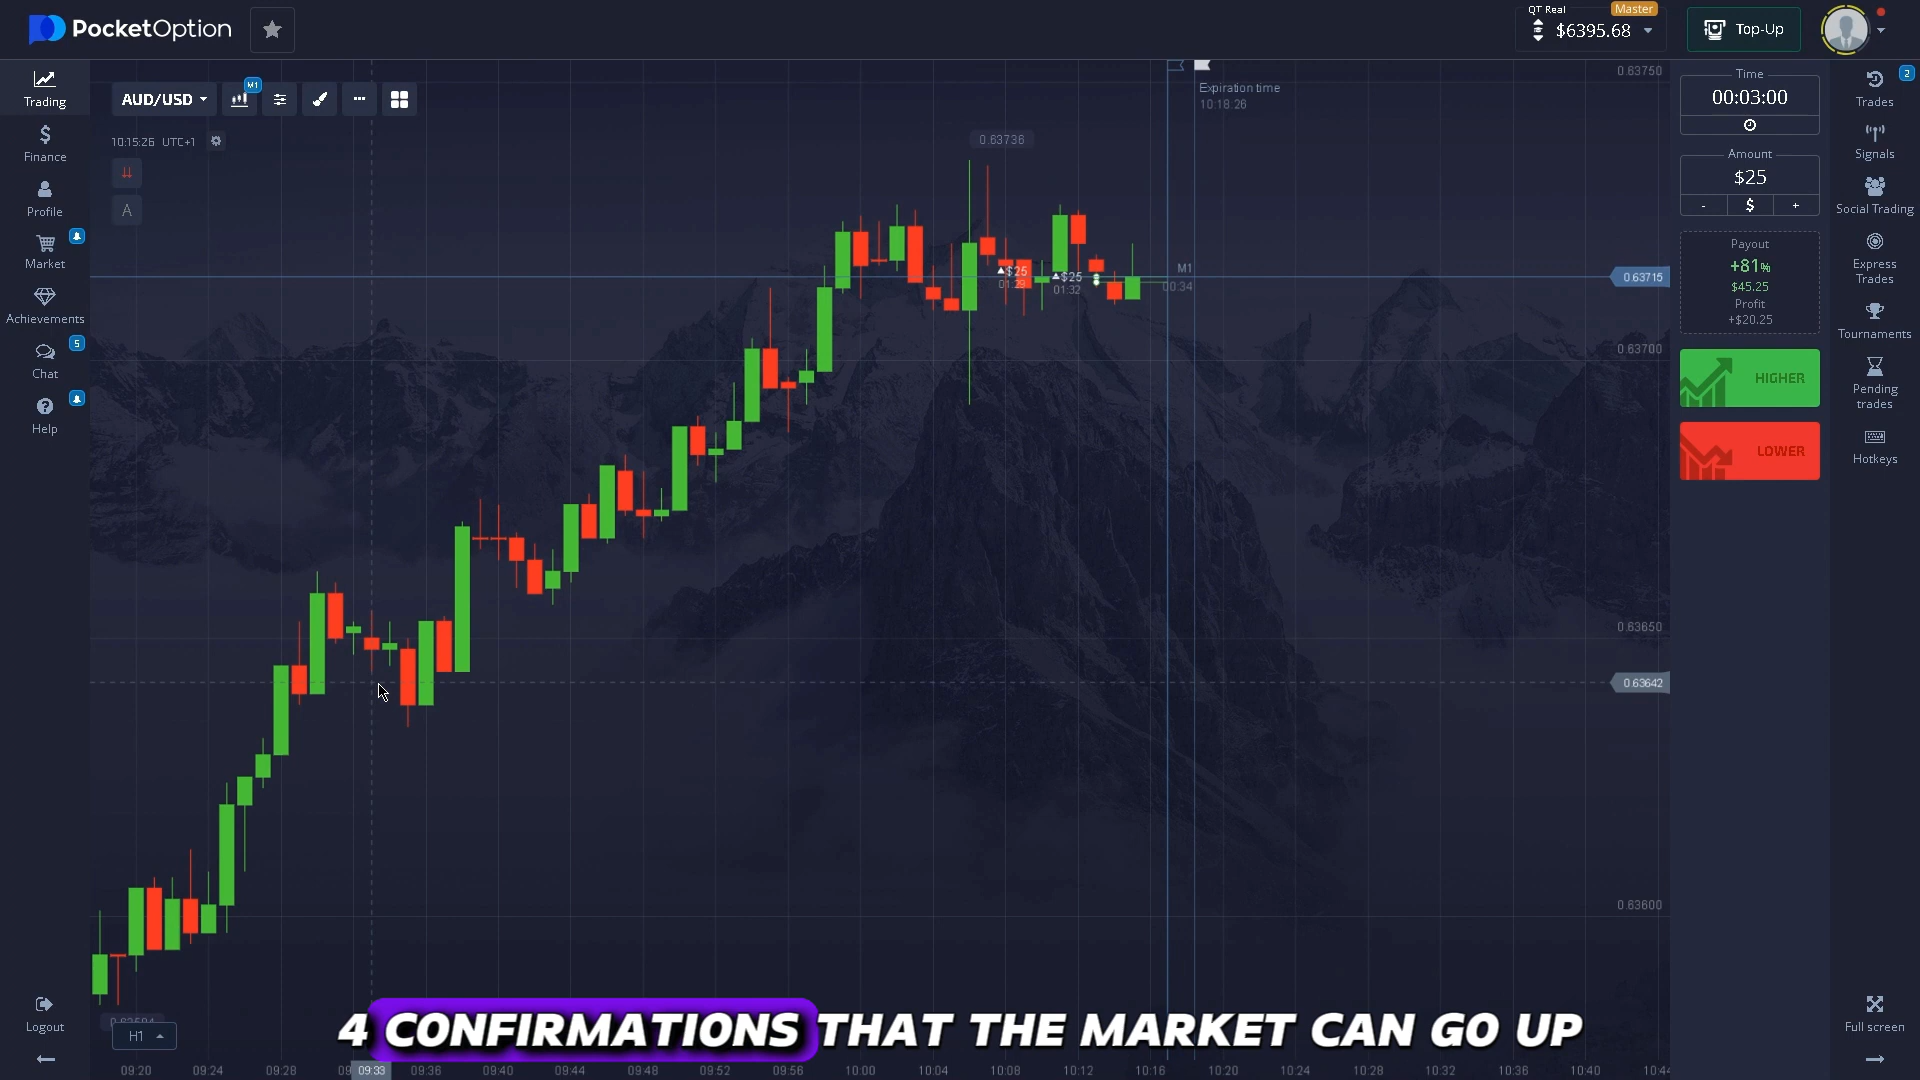 PocketOption
QT Real
Master
$6395.68
Top-Up
Trading
Finance
Profile
Market
Achievements
5
Chat
Help
Logout
AUD/USD
M1
10:15:26 UTC+1
A
Expiration time
10:18:26
0.63736
$25
$25
01:32
M1
00:34
0.63750
0.63715
0.63700
0.63650
0.63642
0.63600
Time
00:03:00
Amount
$25
- $ +
Payout
+81%
$45.25
Profit
+$20.25
HIGHER
LOWER
2
Trades
Signals
Social Trading
Express
Trades
Tournaments
Pending
trades
Hotkeys
Full screen
H1
4 CONFIRMATIONS THAT THE MARKET CAN GO UP
09:20 09:24 09:28 09:33 09:36 09:40 09:44 09:48 09:52 09:56 10:00 10:04 10:08 10:12 10:16 10:20 10:24 10:28 10:32 10:36 10:40 10:44